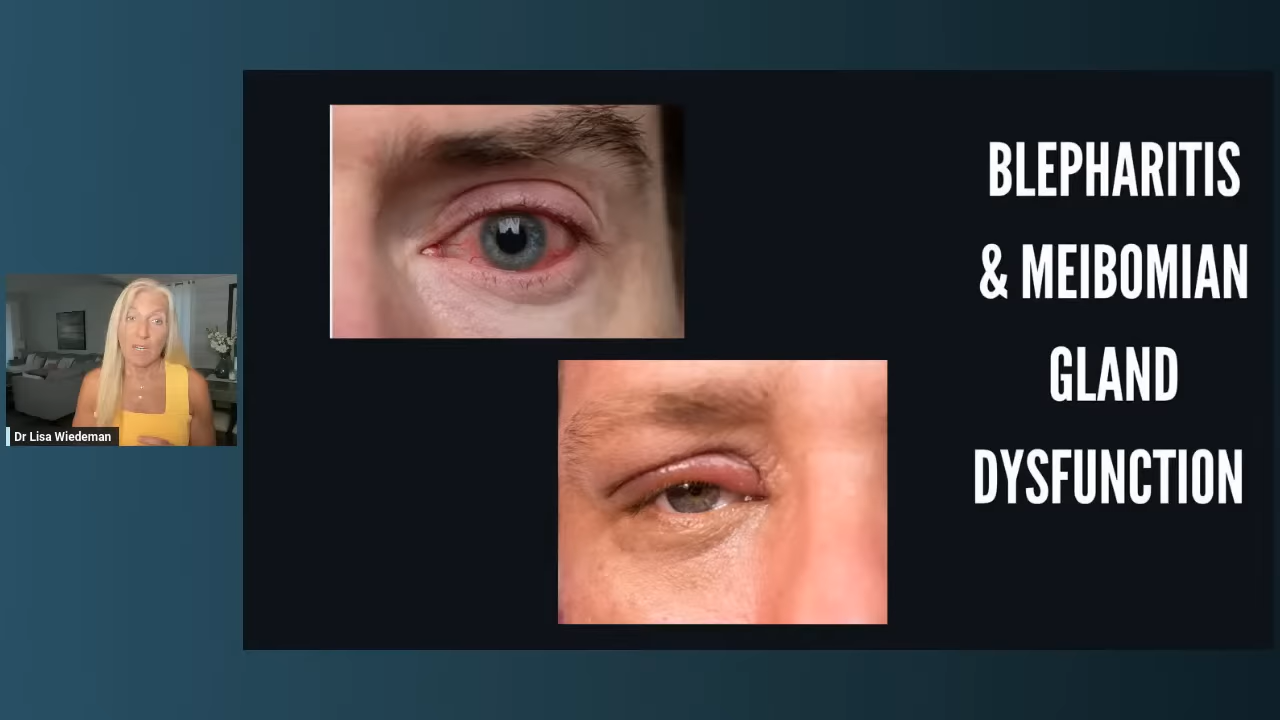 BLEPHARITIS
& MEIBOMIAN
GLAND
DYSFUNCTION
Dr Lisa Wiedeman